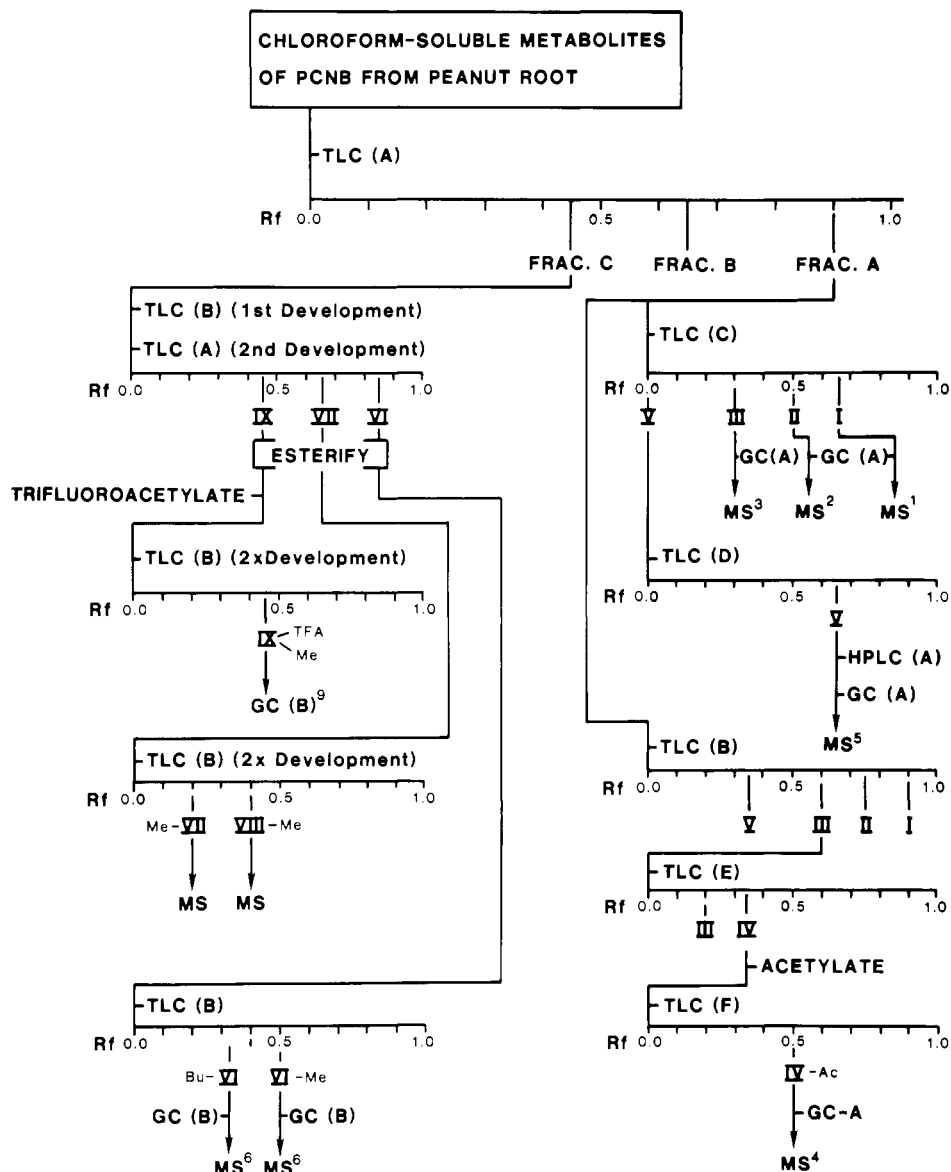 CHLOROFORM-SOLUBLE METABOLITES
OF PCNB FROM PEANUT ROOT
TLC (A)
Rf 0.0 0.5 1.0
FRAC. C FRAC. B FRAC. A
TLC (B) (1st Development)
TLC (A) (2nd Development)
Rf 0.0 0.5 1.0
IX VII VI
ESTERIFY
TRIFLUOROACETYLATE
TLC (B) (2xDevelopment)
Rf 0.0 0.5 1.0
IX TFA
Me
GC (B)⁹
TLC (B) (2x Development)
Rf 0.0 0.5 1.0
Me-VII VIII-Me
MS MS
TLC (B)
Rf 0.0 0.5 1.0
Bu-VI VI-Me
GC (B) GC (B)
MS⁶ MS⁶
TLC (C)
Rf 0.0 0.5 1.0
V III II I
GC(A) GC (A)
MS³ MS² MS¹
TLC (D)
Rf 0.0 0.5 1.0
V
HPLC (A)
GC (A)
MS⁵
TLC (B)
Rf 0.0 0.5 1.0
V III II I
TLC (E)
Rf 0.0 0.5 1.0
III IV
ACETYLATE
TLC (F)
Rf 0.0 0.5 1.0
IV-Ac
GC-A
MS⁴